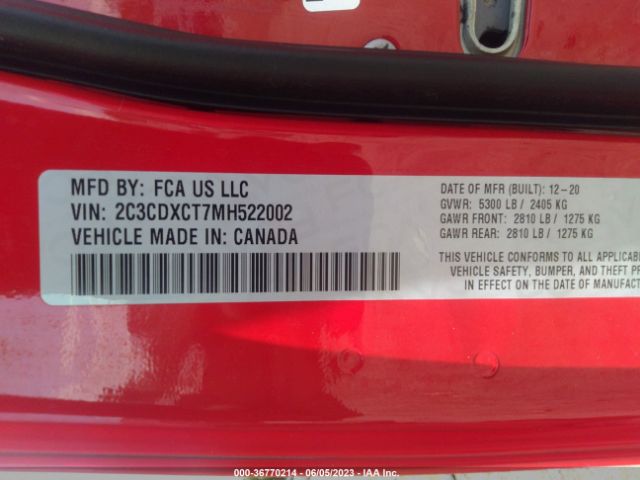 MFD BY: FCA US LLC
VIN: 2C3CDXCT7MH522002
VEHICLE MADE IN: CANADA
DATE OF MFR (BUILT): 12-20
GVWR: 5300 LB / 2405 KG
GAWR FRONT: 2810 LB / 1275 KG
GAWR REAR: 2810 LB / 1275 KG
THIS VEHICLE CONFORMS TO ALL APPLICABL
VEHICLE SAFETY, BUMPER, AND THEFT PR
IN EFFECT ON THE DATE OF MANUFACT
000-36770214 - 06/05/2023 - IAA Inc.